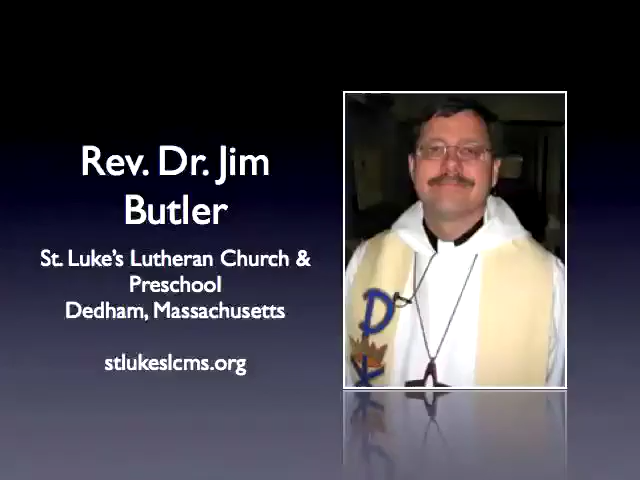 Rev. Dr. Jim
Butler
St. Luke's Lutheran Church &
Preschool
Dedham, Massachusetts
stlukeslcms.org